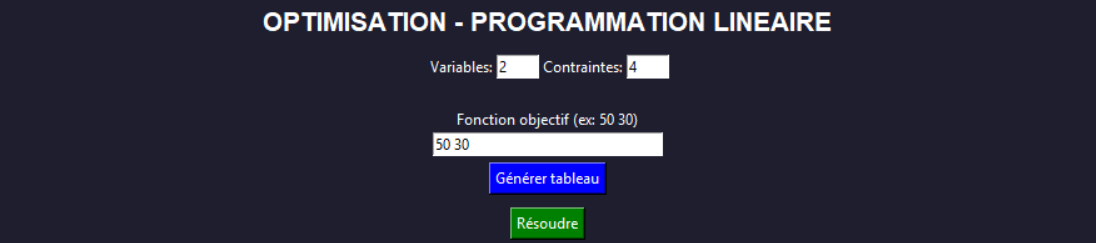 OPTIMISATION - PROGRAMMATION LINEAIRE
Variables: 2 Contraintes: 4
Fonction objectif (ex: 50 30)
50 30
Générer tableau
Résoudre